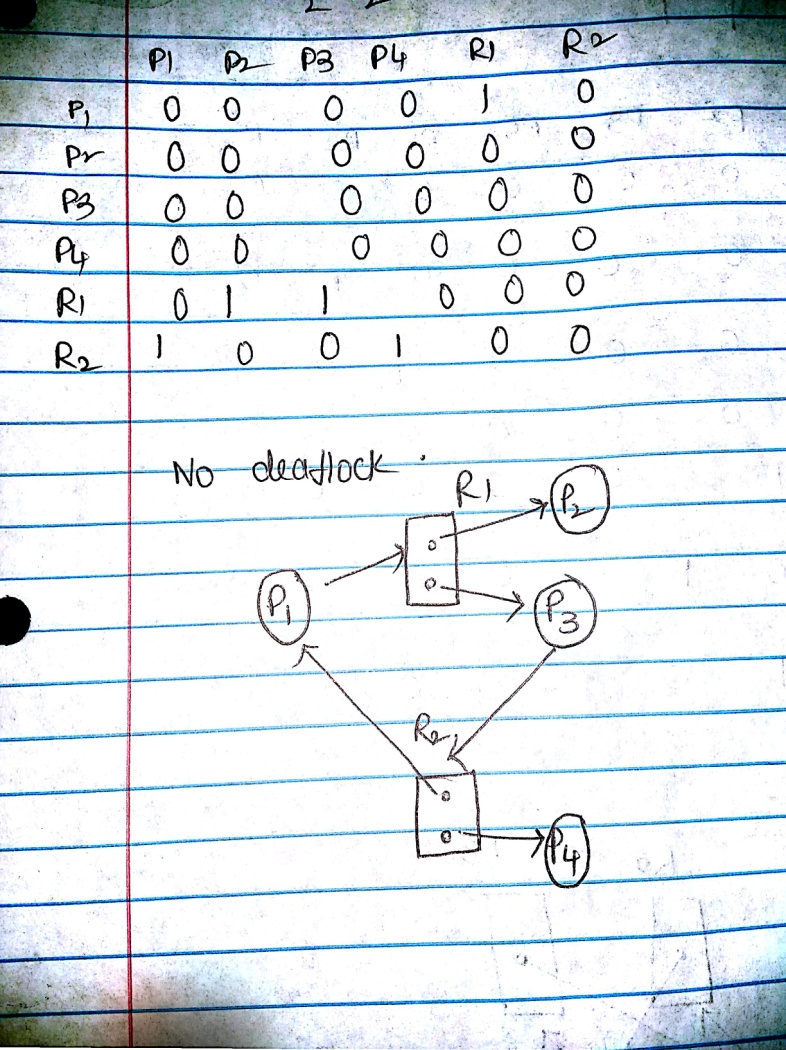 P1 P2 P3 P4 R1 R2
P1 0 0 0 0 1 0
P2 0 0 0 0 0 0
P3 0 0 0 0 0 0
P4 0 0 0 0 0 0
R1 0 1 1 0 0 0
R2 1 0 0 1 0 0
No deadlock.
R1
P2
P1
P3
R2
P4